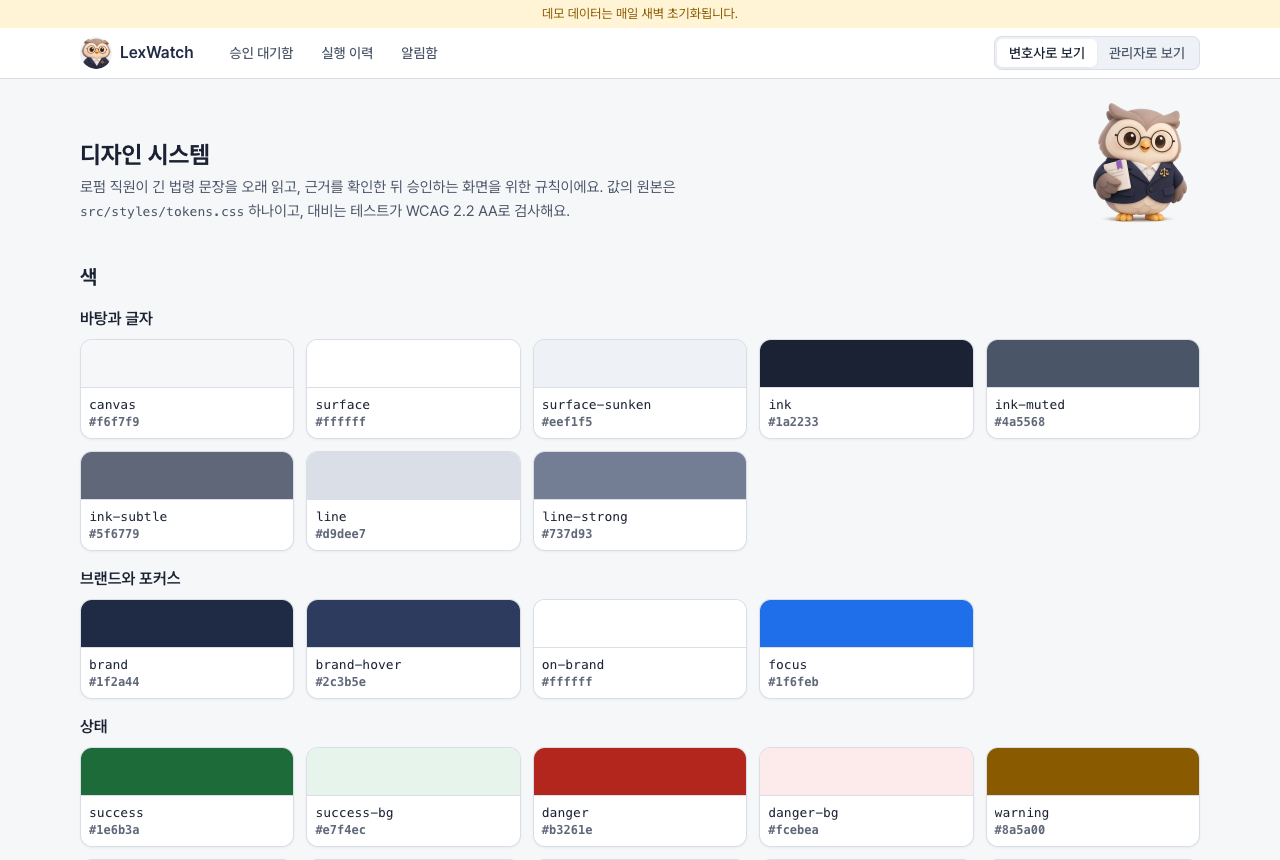 데모 데이터는 매일 새벽 초기화됩니다.
LexWatch 승인 대기함 실행 이력 알림함 변호사로 보기 관리자로 보기
디자인 시스템
로펌 직원이 긴 법령 문장을 오래 읽고, 근거를 확인한 뒤 승인하는 화면을 위한 규칙이에요. 값의 원본은
src/styles/tokens.css 하나이고, 대비는 테스트가 WCAG 2.2 AA로 검사해요.
색
바탕과 글자
canvas surface surface-sunken ink ink-muted
#f6f7f9 #ffffff #eef1f5 #1a2233 #4a5568
ink-subtle line line-strong
#5f6779 #d9dee7 #737d93
브랜드와 포커스
brand brand-hover on-brand focus
#1f2a44 #2c3b5e #ffffff #1f6feb
상태
success success-bg danger danger-bg warning
#1e6b3a #e7f4ec #b3261e #fcebea #8a5a00